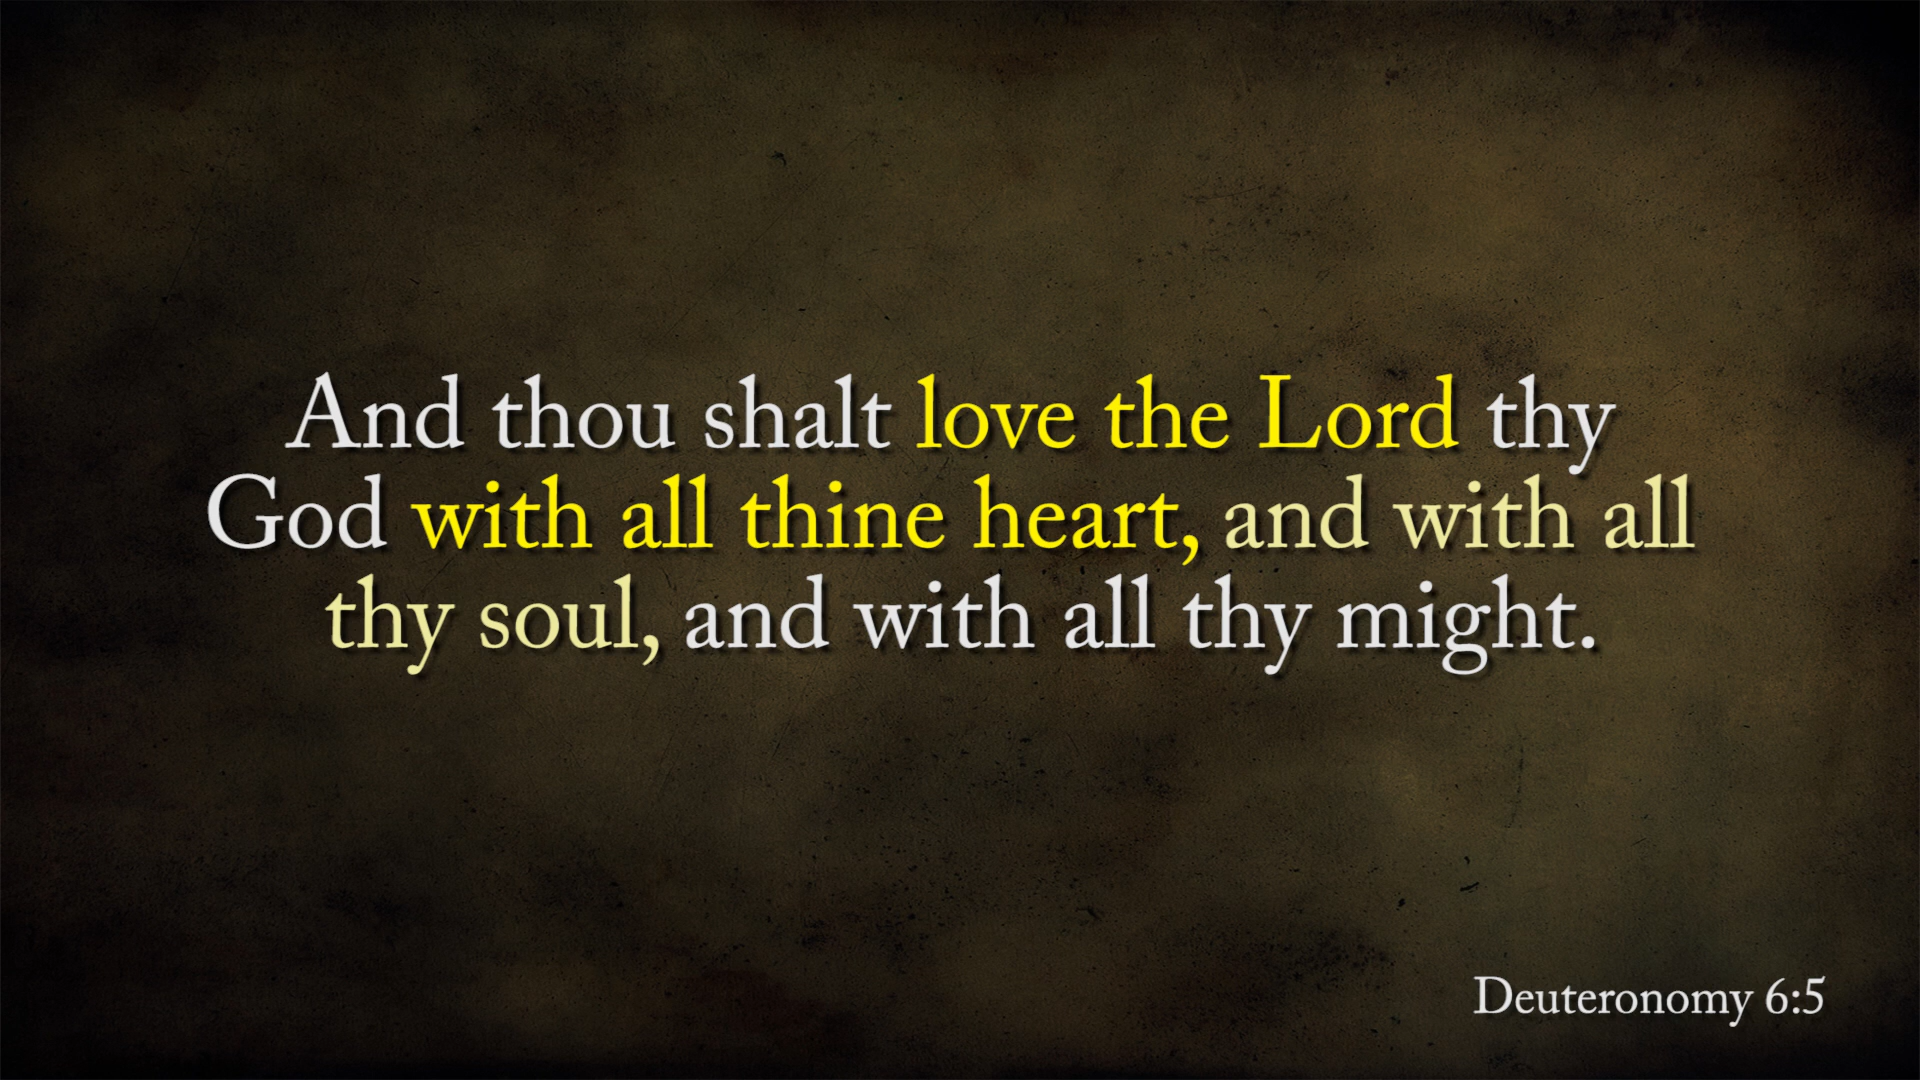 And thou shalt love the Lord thy
God with all thine heart, and with all
thy soul, and with all thy might.
Deuteronomy 6:5